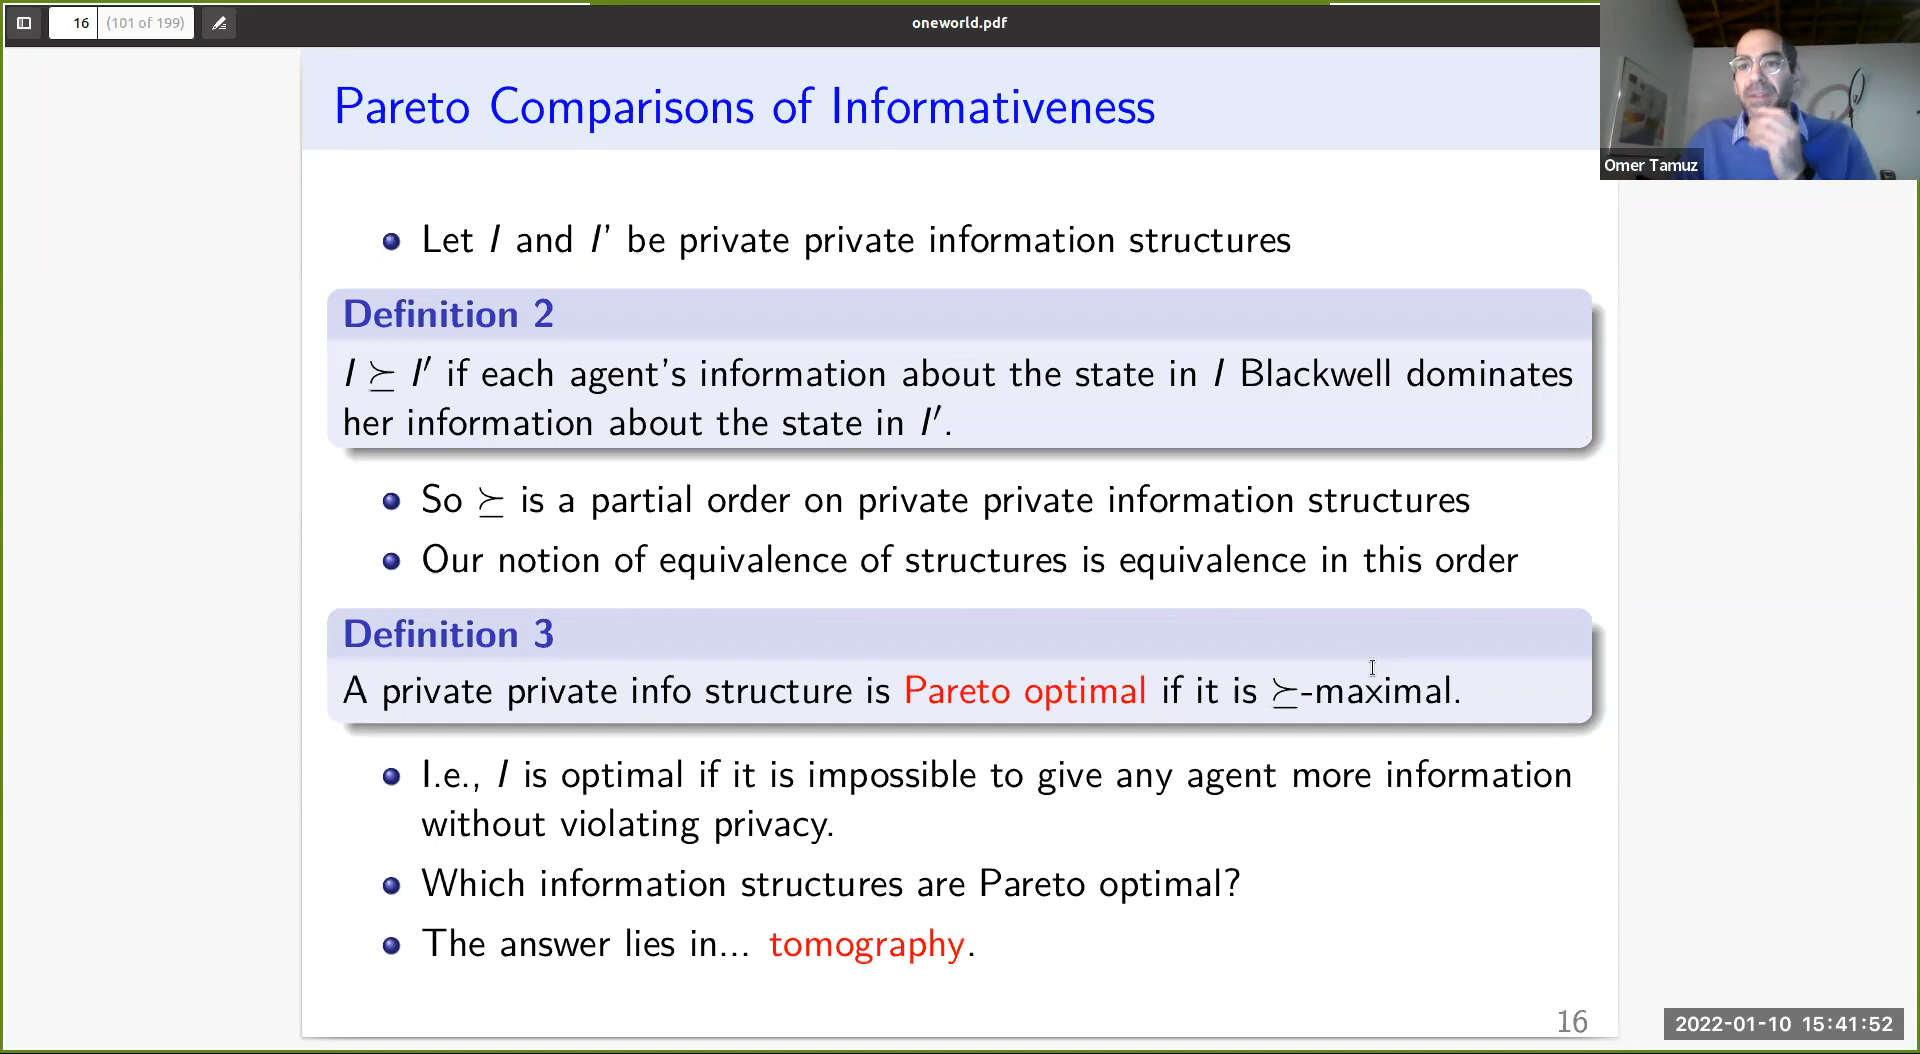 16 (101 of 199)
oneworld.pdf
Omer Tamuz
Pareto Comparisons of Informativeness
Let I and I' be private private information structures
Definition 2
I ⪰ I′ if each agent's information about the state in I Blackwell dominates
her information about the state in I′.
So ⪰ is a partial order on private private information structures
Our notion of equivalence of structures is equivalence in this order
Definition 3
A private private info structure is Pareto optimal if it is ⪰-maximal.
I.e., I is optimal if it is impossible to give any agent more information
without violating privacy.
Which information structures are Pareto optimal?
The answer lies in... tomography.
16
2022-01-10 15:41:52